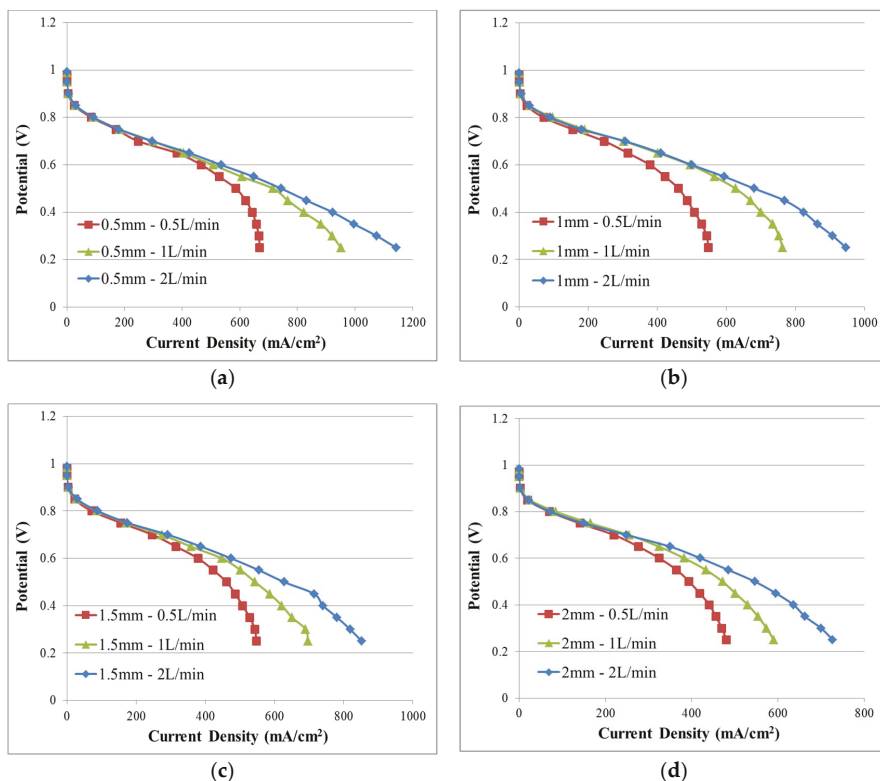 1.2
1
0.8
0.6
0.4
0.2
0
Potential (V)
0.5mm - 0.5L/min
0.5mm - 1L/min
0.5mm - 2L/min
0 200 400 600 800 1000 1200
Current Density (mA/cm²)
(a)
1.2
1
0.8
0.6
0.4
0.2
0
Potential (V)
1mm - 0.5L/min
1mm - 1L/min
1mm - 2L/min
0 200 400 600 800 1000
Current Density (mA/cm²)
(b)
1.2
1
0.8
0.6
0.4
0.2
0
Potential (V)
1.5mm - 0.5L/min
1.5mm - 1L/min
1.5mm - 2L/min
0 200 400 600 800 1000
Current Density (mA/cm²)
(c)
1.2
1
0.8
0.6
0.4
0.2
0
Potential (V)
2mm - 0.5L/min
2mm - 1L/min
2mm - 2L/min
0 200 400 600 800
Current Density (mA/cm²)
(d)